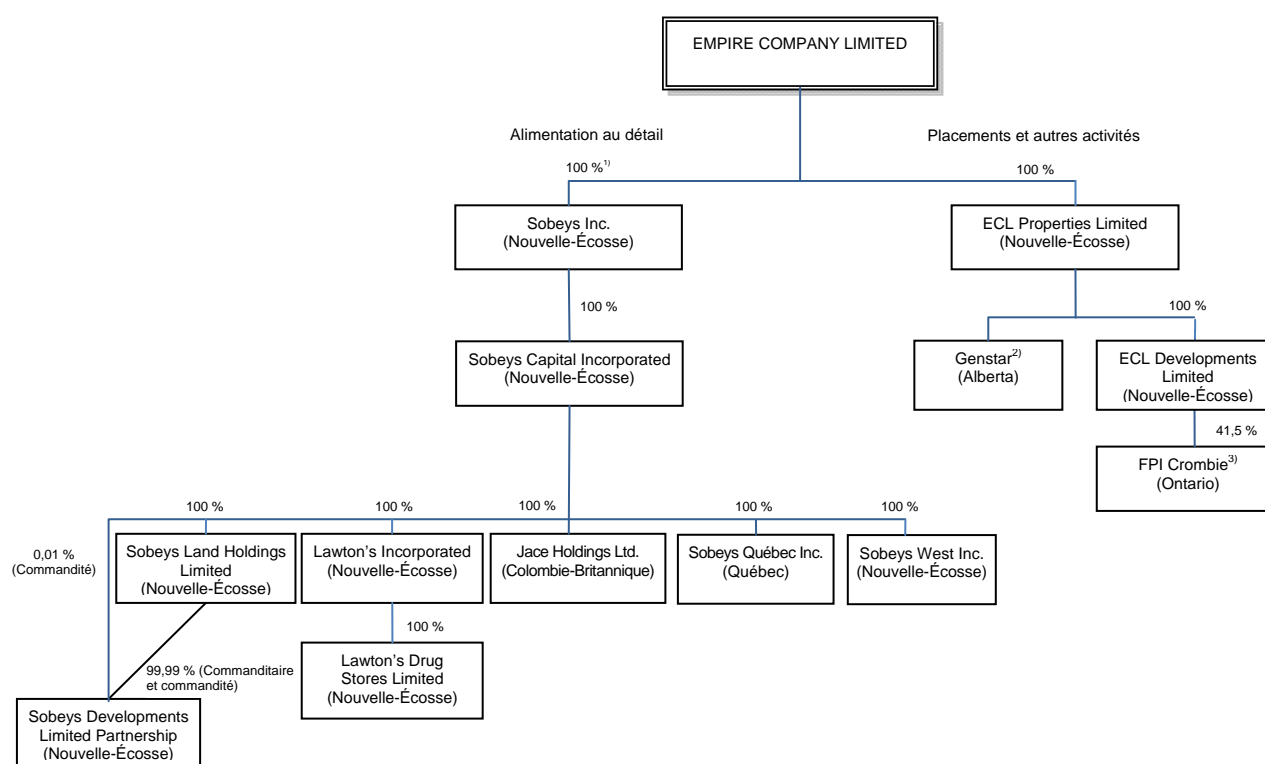 EMPIRE COMPANY LIMITED
Alimentation au détail
Placements et autres activités
100 %1)
100 %
Sobeys Inc.
(Nouvelle-Écosse)
ECL Properties Limited
(Nouvelle-Écosse)
100 %
100 %
Sobeys Capital Incorporated
(Nouvelle-Écosse)
Genstar2)
(Alberta)
ECL Developments
Limited
(Nouvelle-Écosse)
41,5 %
FPI Crombie3)
(Ontario)
100 %
100 %
100 %
100 %
100 %
0,01 %
(Commandité)
Sobeys Land Holdings
Limited
(Nouvelle-Écosse)
Lawton's Incorporated
(Nouvelle-Écosse)
Jace Holdings Ltd.
(Colombie-Britannique)
Sobeys Québec Inc.
(Québec)
Sobeys West Inc.
(Nouvelle-Écosse)
100 %
99,99 % (Commanditaire
et commandité)
Lawton's Drug
Stores Limited
(Nouvelle-Écosse)
Sobeys Developments
Limited Partnership
(Nouvelle-Écosse)